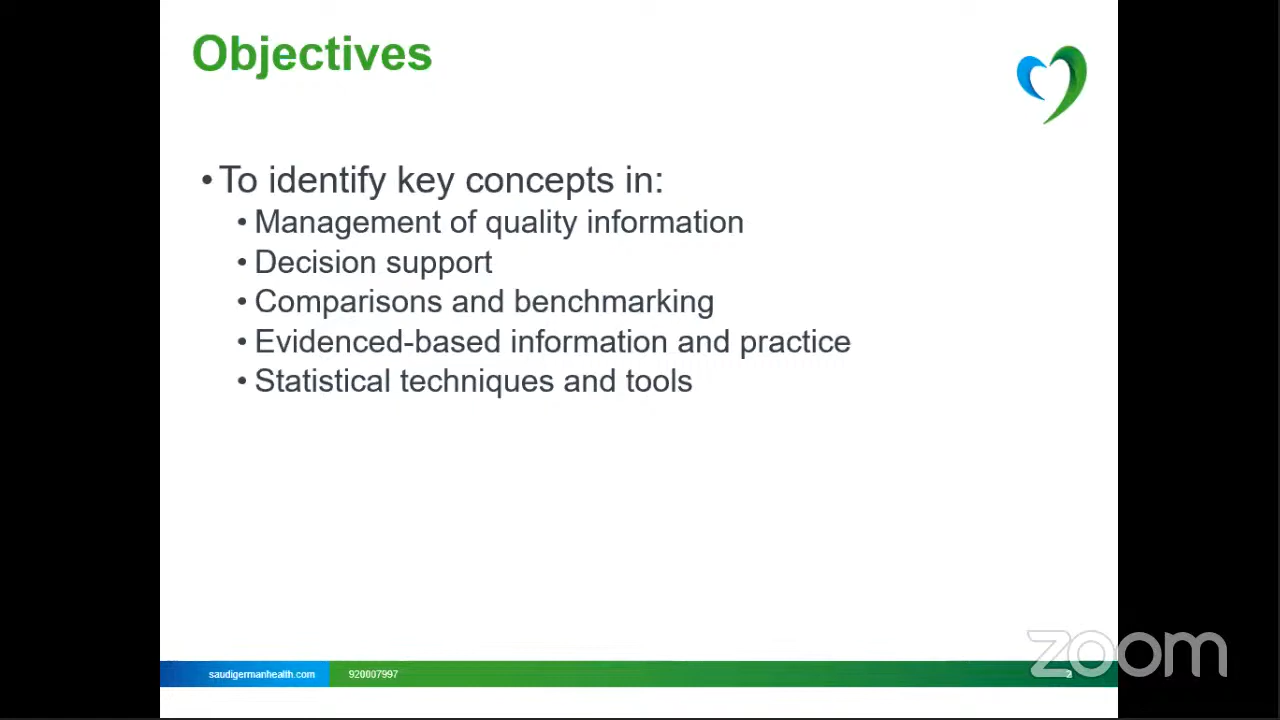 Objectives
• To identify key concepts in:
• Management of quality information
• Decision support
• Comparisons and benchmarking
• Evidenced-based information and practice
• Statistical techniques and tools
saudigermanhealth.com 920007997 2
zoom